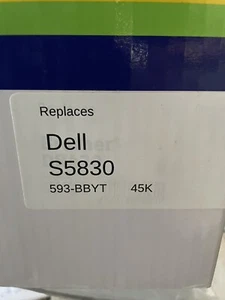 Replaces
Dell
S5830
593-BBYT 45K